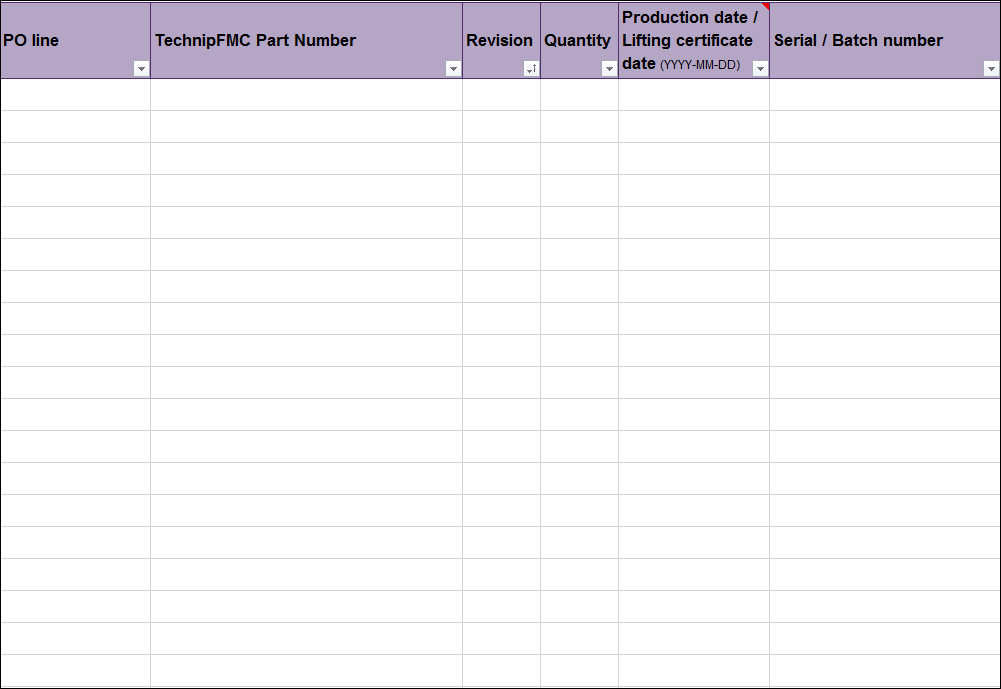 PO line
TechnipFMC Part Number
Revision
Quantity
Production date /
Lifting certificate
date (YYYY-MM-DD)
Serial / Batch number